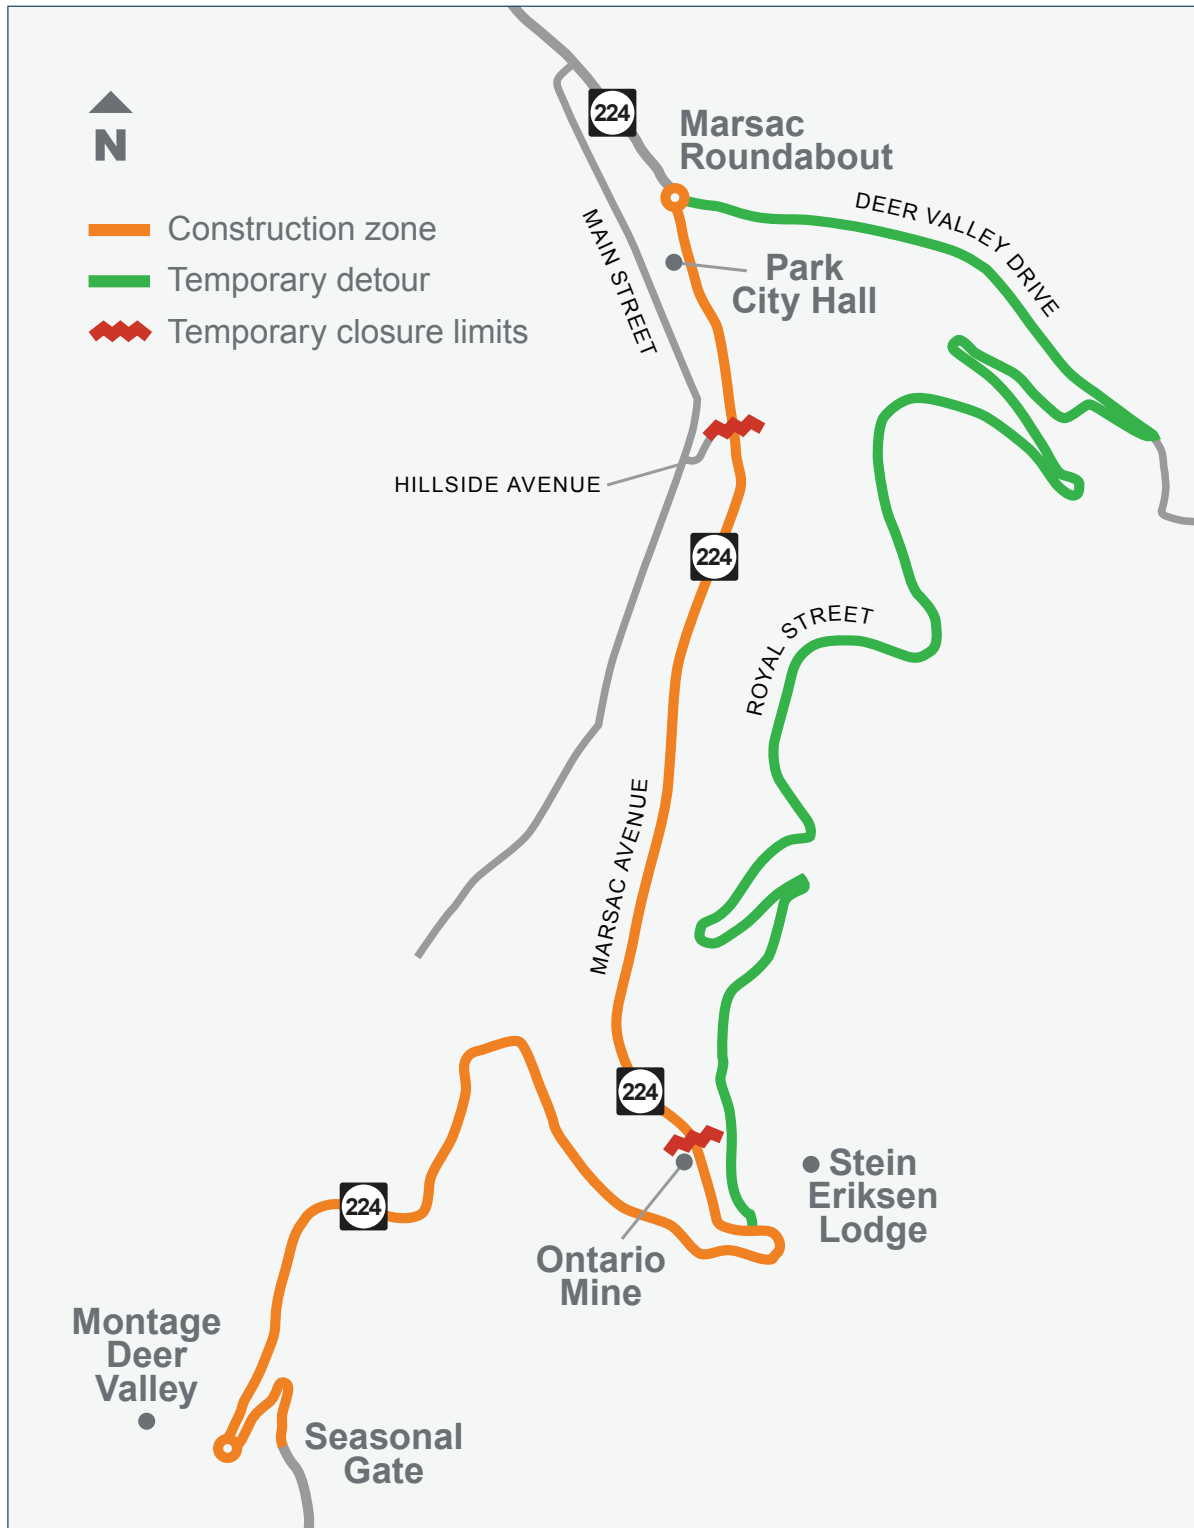 224
Marsac
Roundabout
N
DEER VALLEY DRIVE
Construction zone
MAIN STREET
Park
City Hall
Temporary detour
Temporary closure limits
HILLSIDE AVENUE
224
ROYAL STREET
MARSAC AVENUE
224
Stein
Eriksen
Lodge
224
Ontario
Mine
Montage
Deer
Valley
Seasonal
Gate